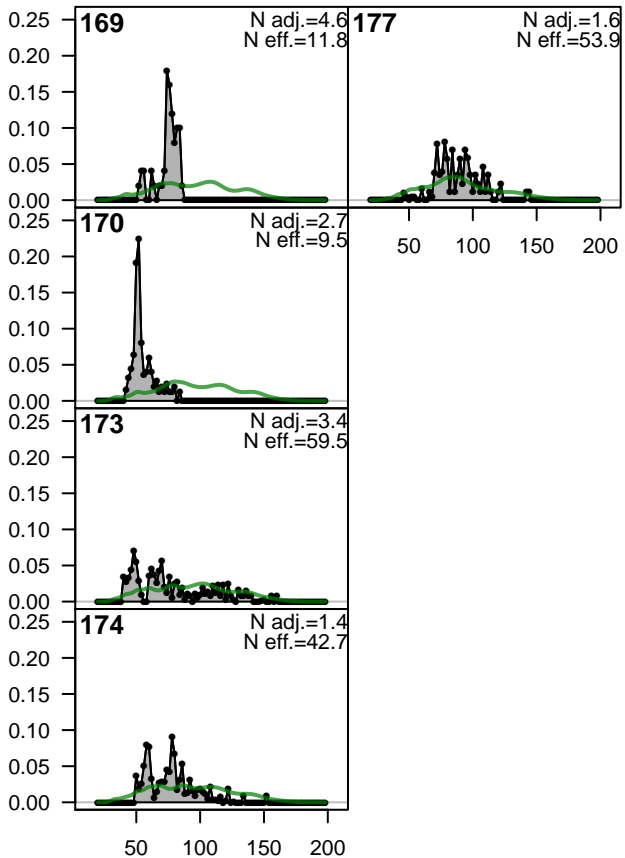 169
N adj.=4.6
N eff.=11.8
0.25
0.20
0.15
0.10
0.05
0.00
177
N adj.=1.6
N eff.=53.9
50 100 150 200
170
N adj.=2.7
N eff.=9.5
0.25
0.20
0.15
0.10
0.05
0.00
173
N adj.=3.4
N eff.=59.5
0.25
0.20
0.15
0.10
0.05
0.00
174
N adj.=1.4
N eff.=42.7
0.25
0.20
0.15
0.10
0.05
0.00
50 100 150 200